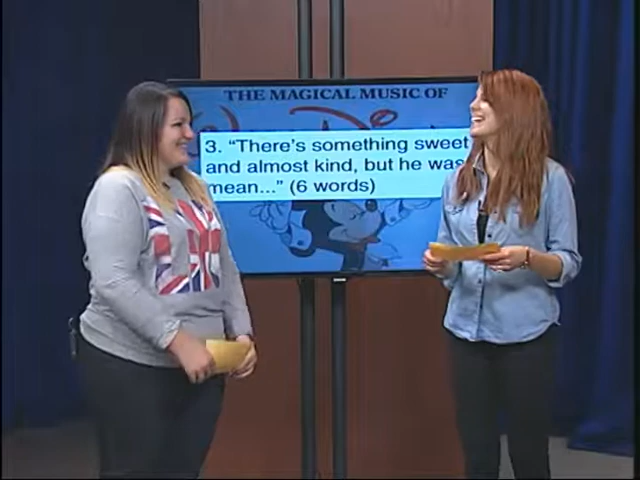 THE MAGICAL MUSIC OF
3. “There’s something sweet
and almost kind, but he was
mean...” (6 words)